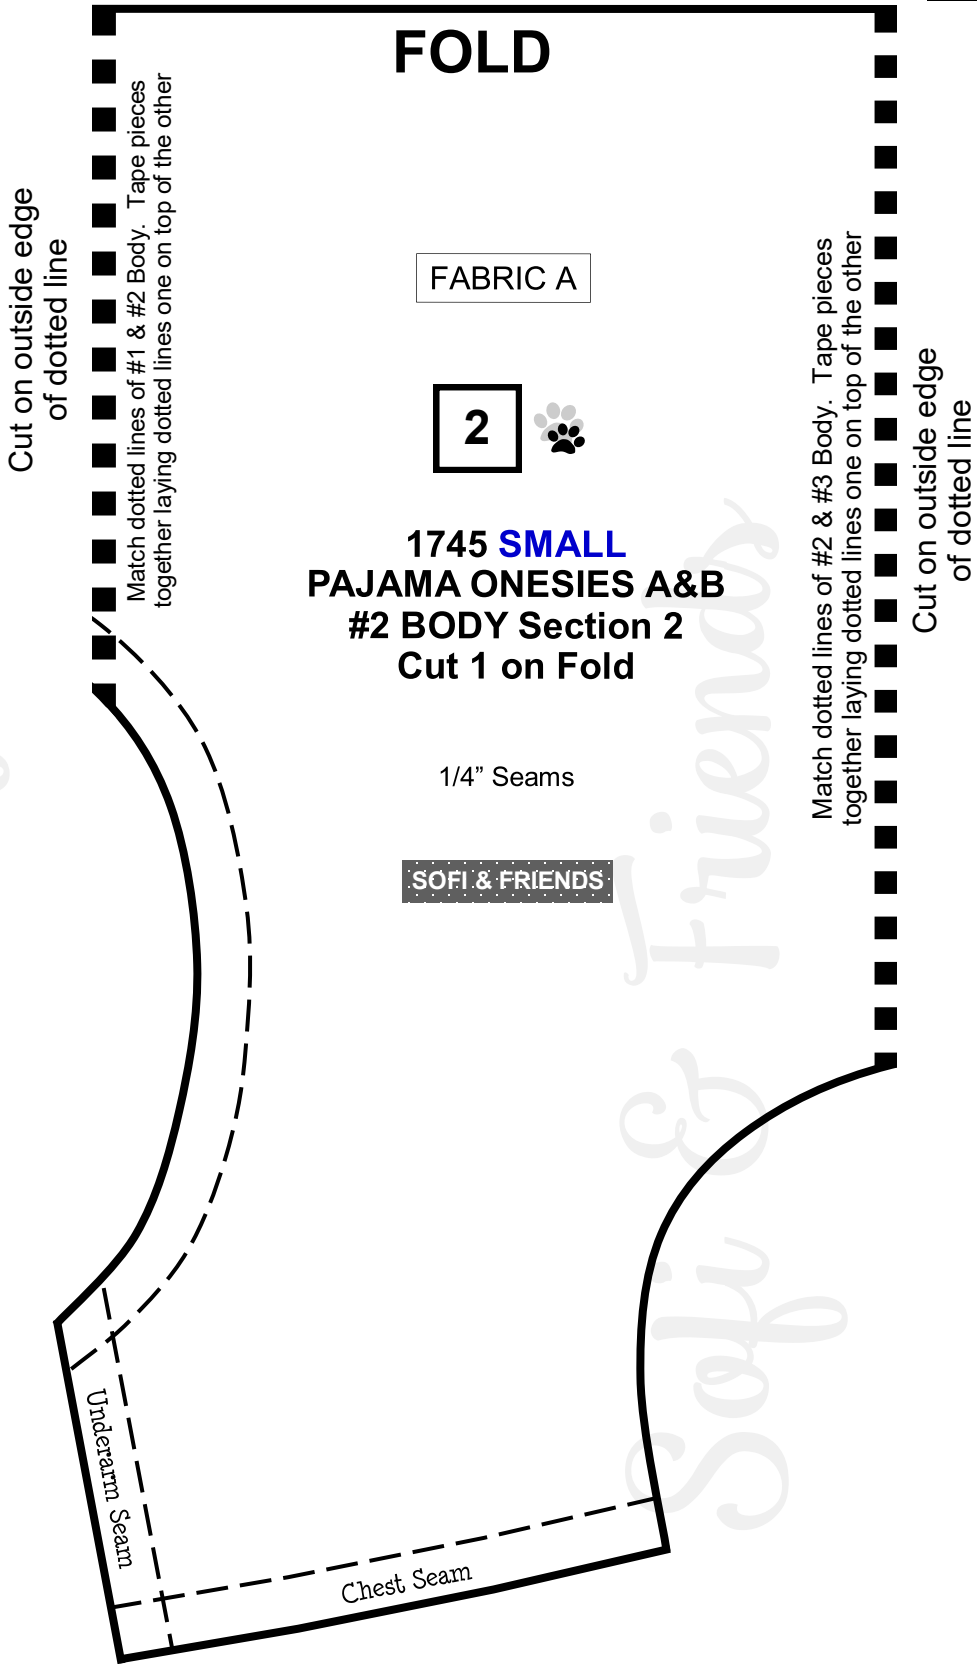 FOLD
Cut on outside edge
of dotted line
Match dotted lines of #1 & #2 Body.  Tape pieces
together laying dotted lines one on top of the other
FABRIC A
2
1745 SMALL
PAJAMA ONESIES A&B
#2 BODY Section 2
Cut 1 on Fold
1/4” Seams
SOFI & FRIENDS
Match dotted lines of #2 & #3 Body.  Tape pieces
together laying dotted lines one on top of the other
Cut on outside edge
of dotted line
Sofi & Friends
Underarm Seam
Chest Seam